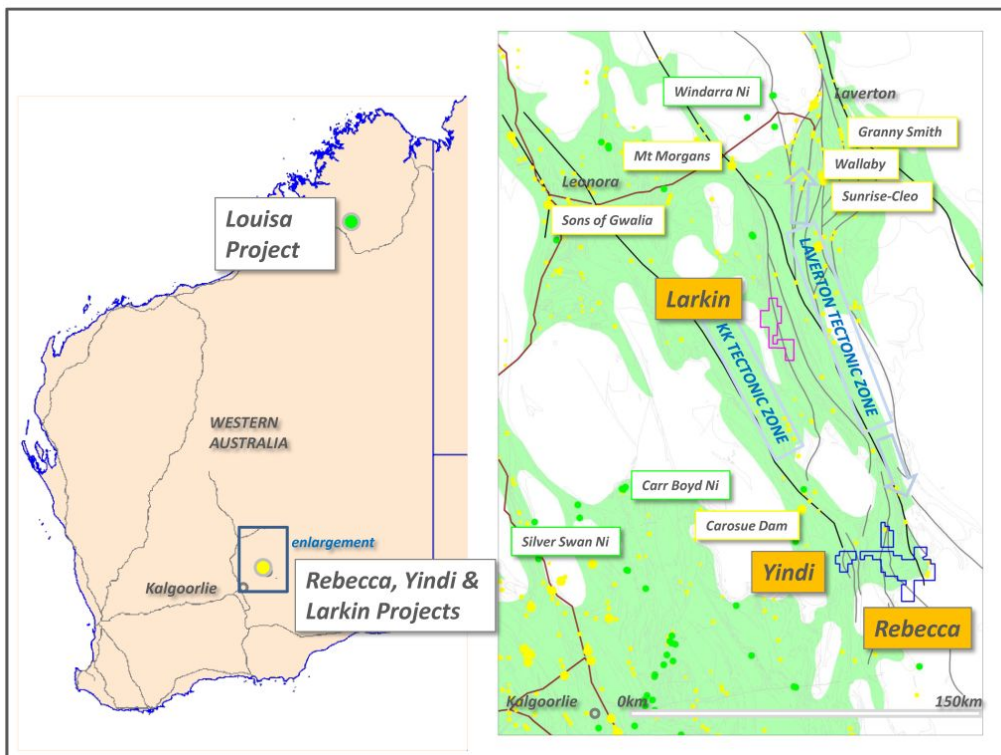 Louisa
Project
WESTERN
AUSTRALIA
enlargement
Kalgoorlie
Rebecca, Yindi &
Larkin Projects
Windarra Ni
Laverton
Granny Smith
Mt Morgans
Wallaby
Leonora
Sunrise-Cleo
Sons of Gwalia
Larkin
LAVERTON TECTONIC ZONE
KK TECTONIC ZONE
Carr Boyd Ni
Carosue Dam
Silver Swan Ni
Yindi
Rebecca
Kalgoorlie
0km
150km